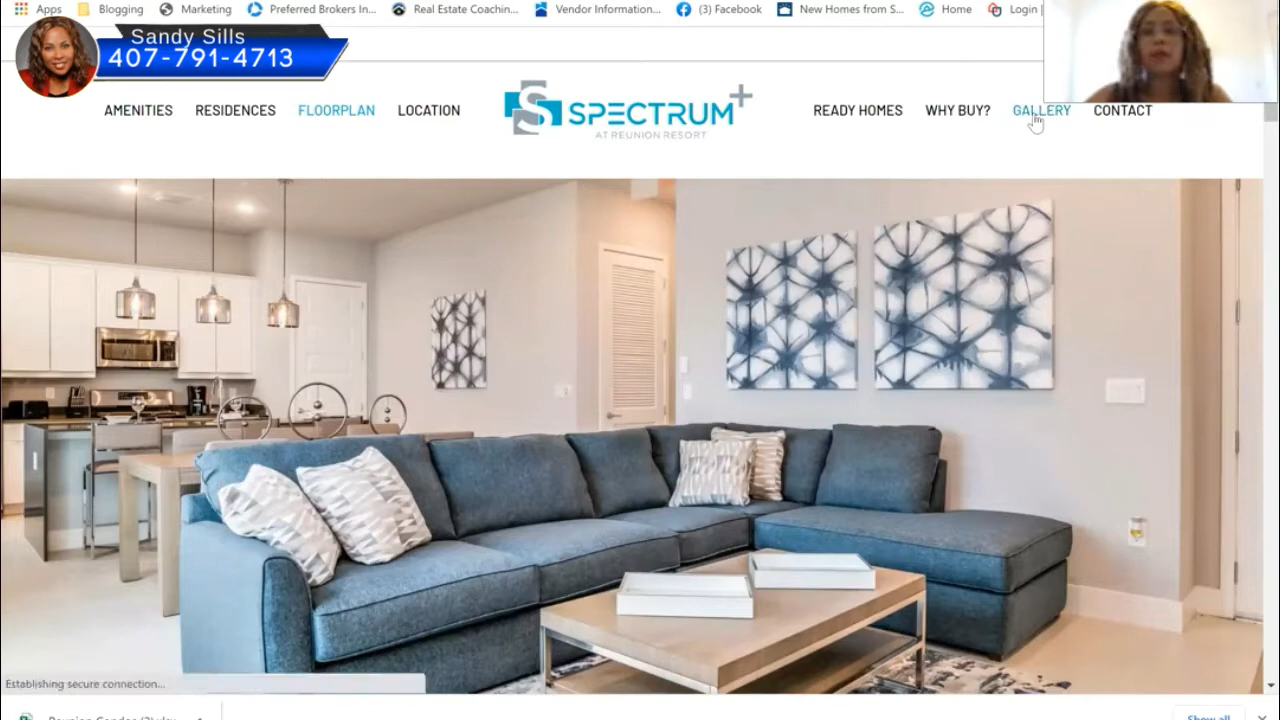 Apps Blogging Marketing Preferred Brokers In... Real Estate Coachin... Vendor Information... (3) Facebook New Homes from S... Home Login |
Sandy Sills
407-791-4713
AMENITIES RESIDENCES FLOORPLAN LOCATION SPECTRUM+ READY HOMES WHY BUY? GALLERY CONTACT
AT REUNION RESORT
Establishing secure connection...
Show all